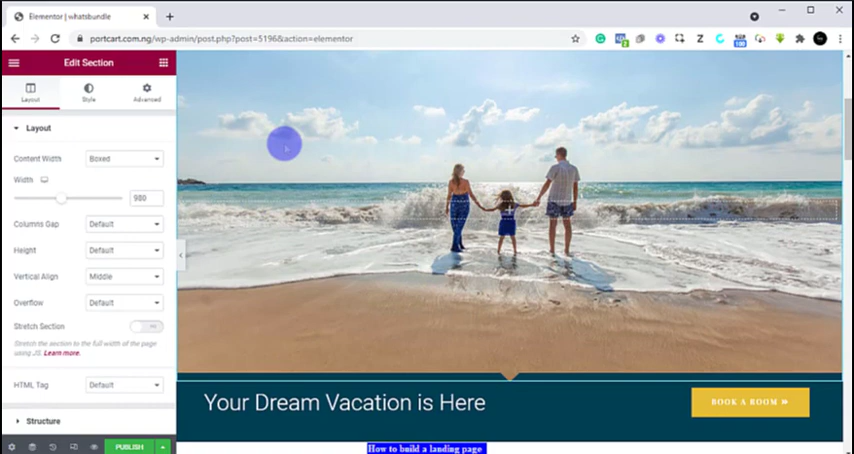 Elementor | whatsbundle
portcart.com.ng/wp-admin/post.php?post=5196&action=elementor
Edit Section
Layout
Style
Advanced
Layout
Content Width
Boxed
Width
980
Columns Gap
Default
Height
Default
Vertical Align
Middle
Overflow
Default
Stretch Section
Stretch the section to the full width of the page
using JS. Learn more.
HTML Tag
Default
Structure
PUBLISH
Your Dream Vacation is Here
BOOK A ROOM »
How to build a landing page